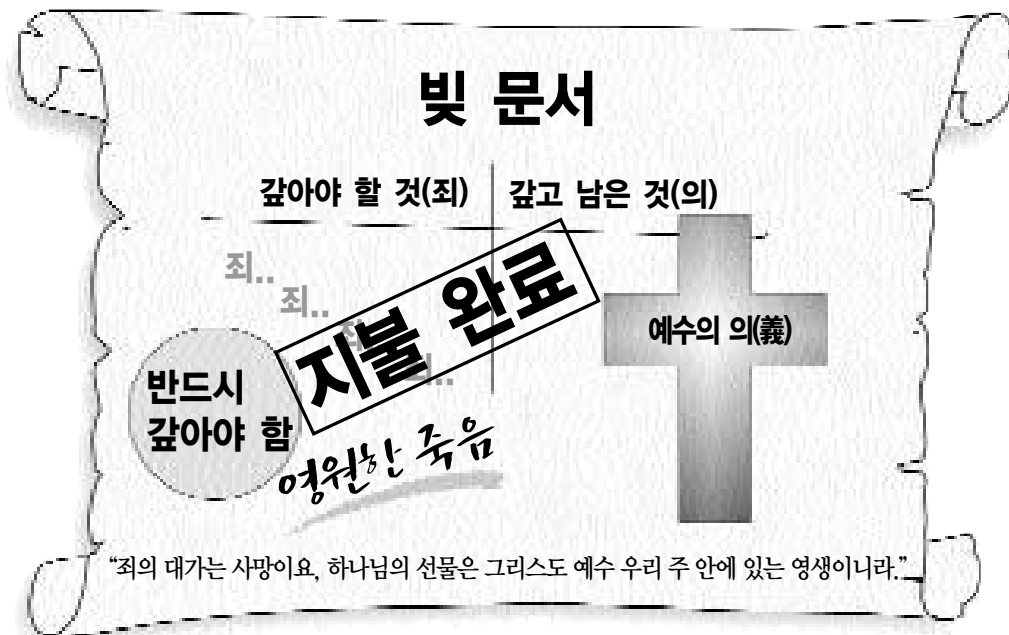 빚 문서
갚아야 할 것(죄)
갚고 남은 것(의)
죄..
죄..
죄..
죄..
지불 완료
예수의 의(義)
반드시
갚아야 함
영원한 죽음
“죄의 대가는 사망이요, 하나님의 선물은 그리스도 예수 우리 주 안에 있는 영생이니라.”